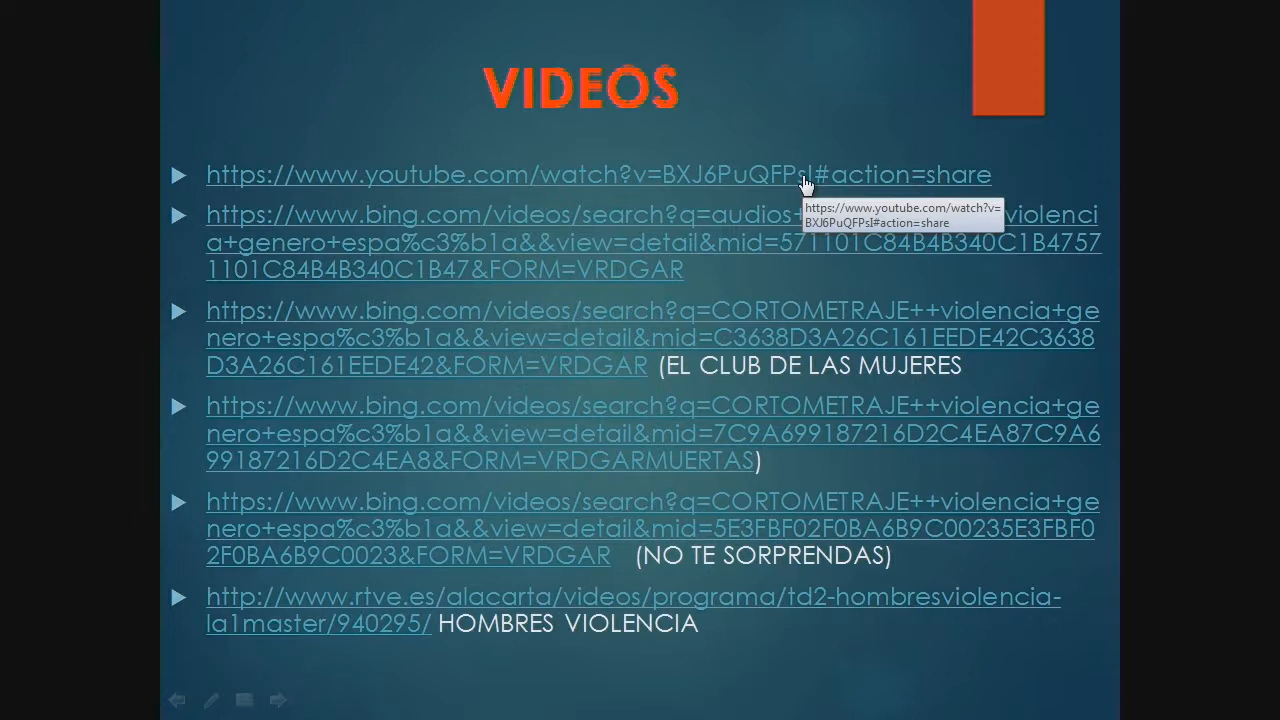 VIDEOS
https://www.youtube.com/watch?v=BXJ6PuQFPsI#action=share
https://www.bing.com/videos/search?q=audios+ violenci
https://www.youtube.com/watch?v=
BXJ6PuQFPsI#action=share
a+genero+espa%c3%b1a&&view=detail&mid=571101C84B4B340C1B4757
1101C84B4B340C1B47&FORM=VRDGAR
https://www.bing.com/videos/search?q=CORTOMETRAJE++violencia+ge
nero+espa%c3%b1a&&view=detail&mid=C3638D3A26C161EEDE42C3638
D3A26C161EEDE42&FORM=VRDGAR (EL CLUB DE LAS MUJERES
https://www.bing.com/videos/search?q=CORTOMETRAJE++violencia+ge
nero+espa%c3%b1a&&view=detail&mid=7C9A699187216D2C4EA87C9A6
99187216D2C4EA8&FORM=VRDGARMUERTAS)
https://www.bing.com/videos/search?q=CORTOMETRAJE++violencia+ge
nero+espa%c3%b1a&&view=detail&mid=5E3FBF02F0BA6B9C00235E3FBF0
2F0BA6B9C0023&FORM=VRDGAR (NO TE SORPRENDAS)
http://www.rtve.es/alacarta/videos/programa/td2-hombresviolencia-
la1master/940295/ HOMBRES VIOLENCIA